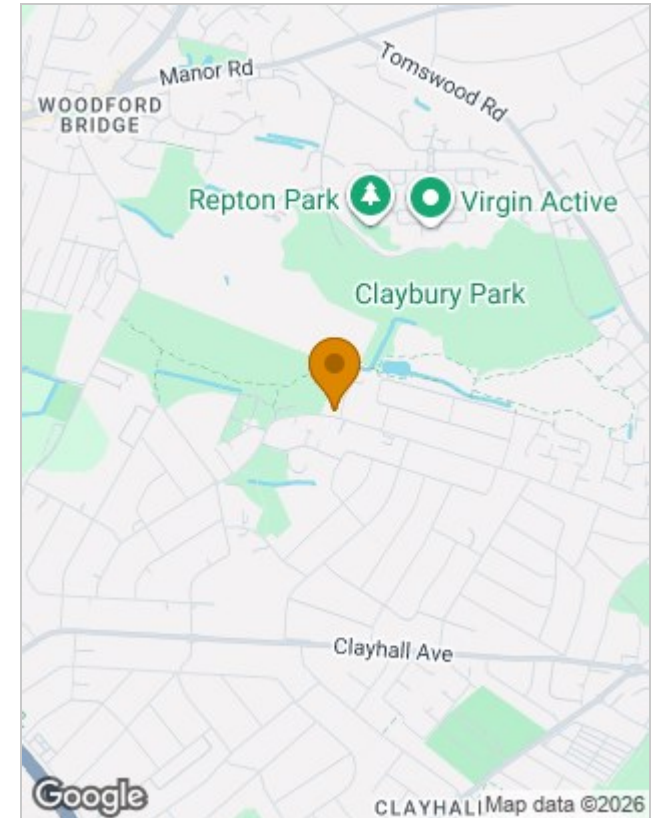 Manor Rd
Tomswood Rd
WOODFORD
BRIDGE
Repton Park
Virgin Active
Claybury Park
Clayhall Ave
Google
CLAYHALL
Map data ©2026